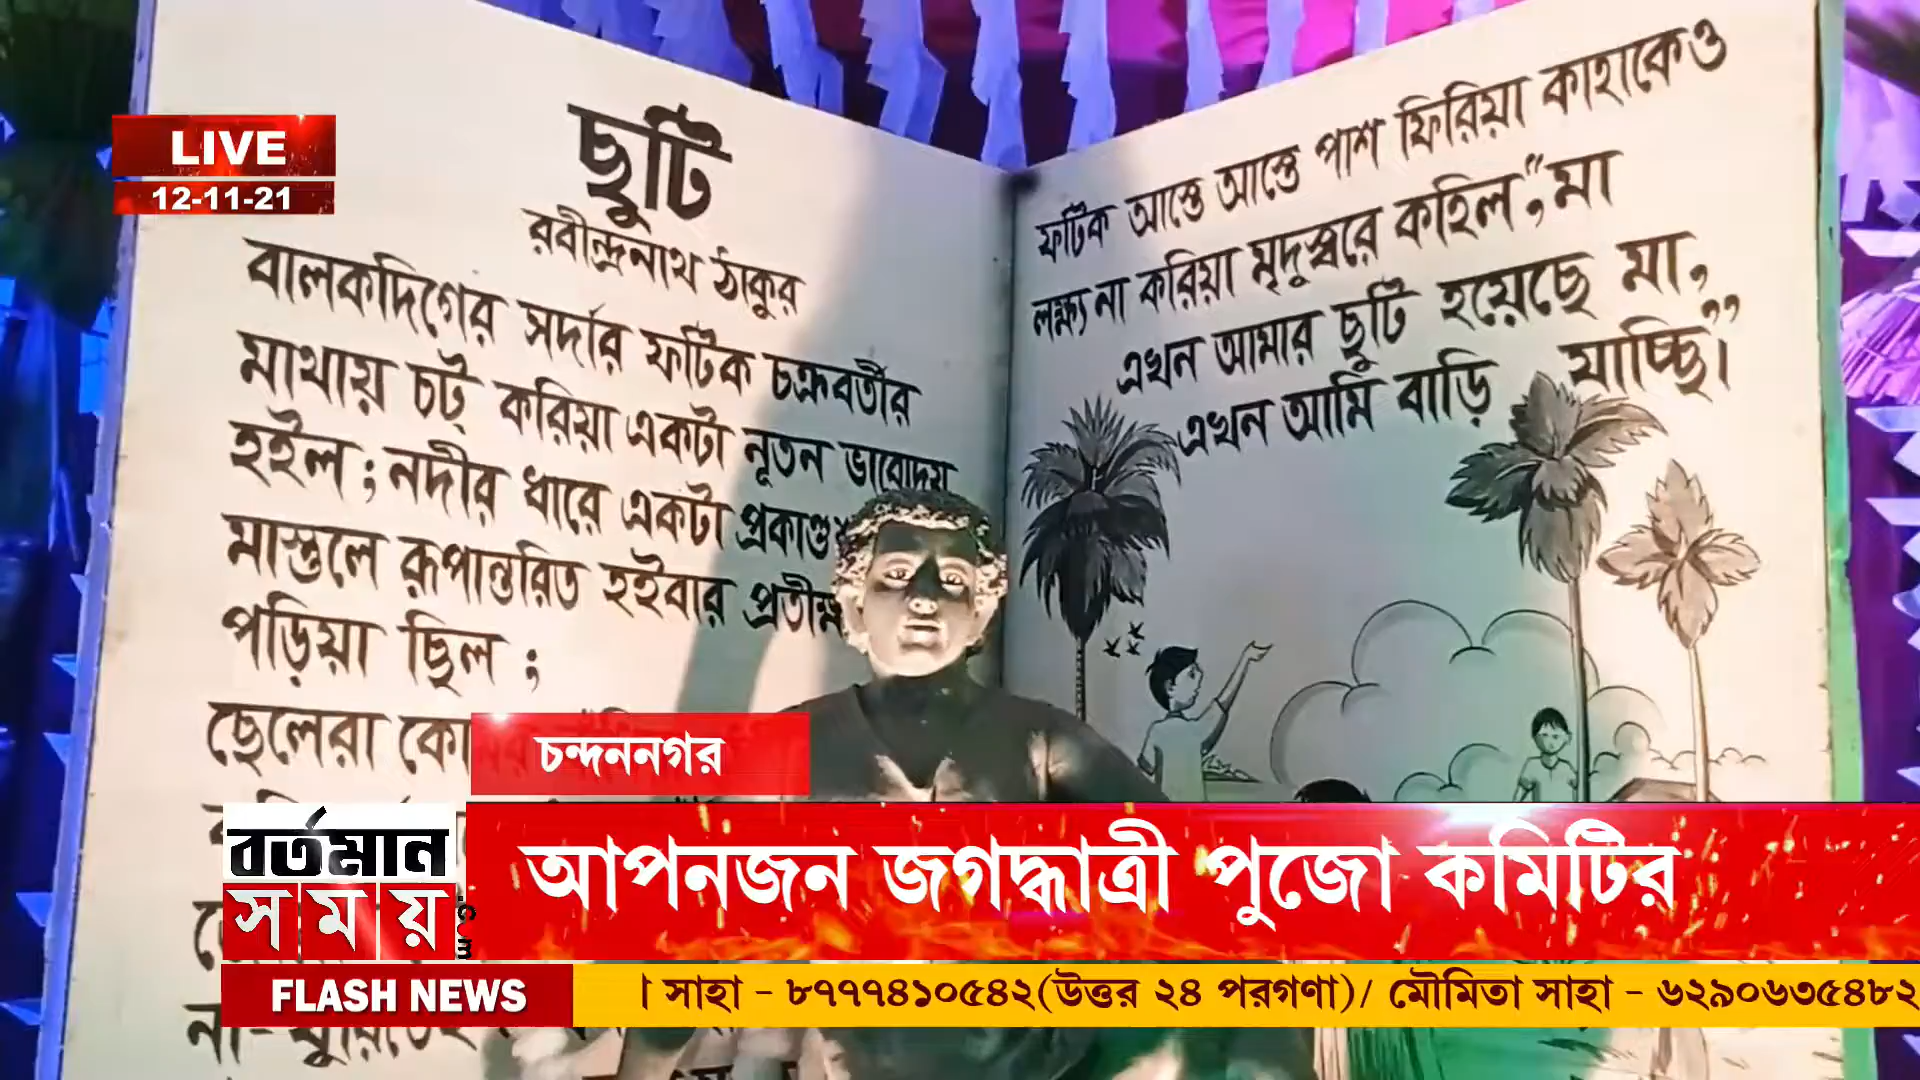 ছুটি
রবীন্দ্রনাথ ঠাকুর
বালকদিগের সর্দার ফটিক চক্রবর্তীর
মাথায় চট্ করিয়া একটা নূতন ভাবোদয়
হইল ; নদীর ধারে একটা প্রকাণ্ড
মাস্তুলে রূপান্তরিত হইবার
পড়িয়া ছিল ;
ছেলেরা
ফটিক আস্তে আস্তে পাশ ফিরিয়া কাহাকেও
লক্ষ্য না করিয়া মৃদুস্বরে কহিল, "মা
এখন আমার ছুটি হয়েছে মা,
এখন আমি বাড়ি যাচ্ছি।"
LIVE
12-11-21
চন্দননগর
বর্তমান
সময়
.com
আপনজন জগদ্ধাত্রী পুজো কমিটির
FLASH NEWS
সাহা - ৮৭৭৭৪১০৫৪২(উত্তর ২৪ পরগণা)/ মৌমিতা সাহা - ৬২৯০৬৩৫৪৮২